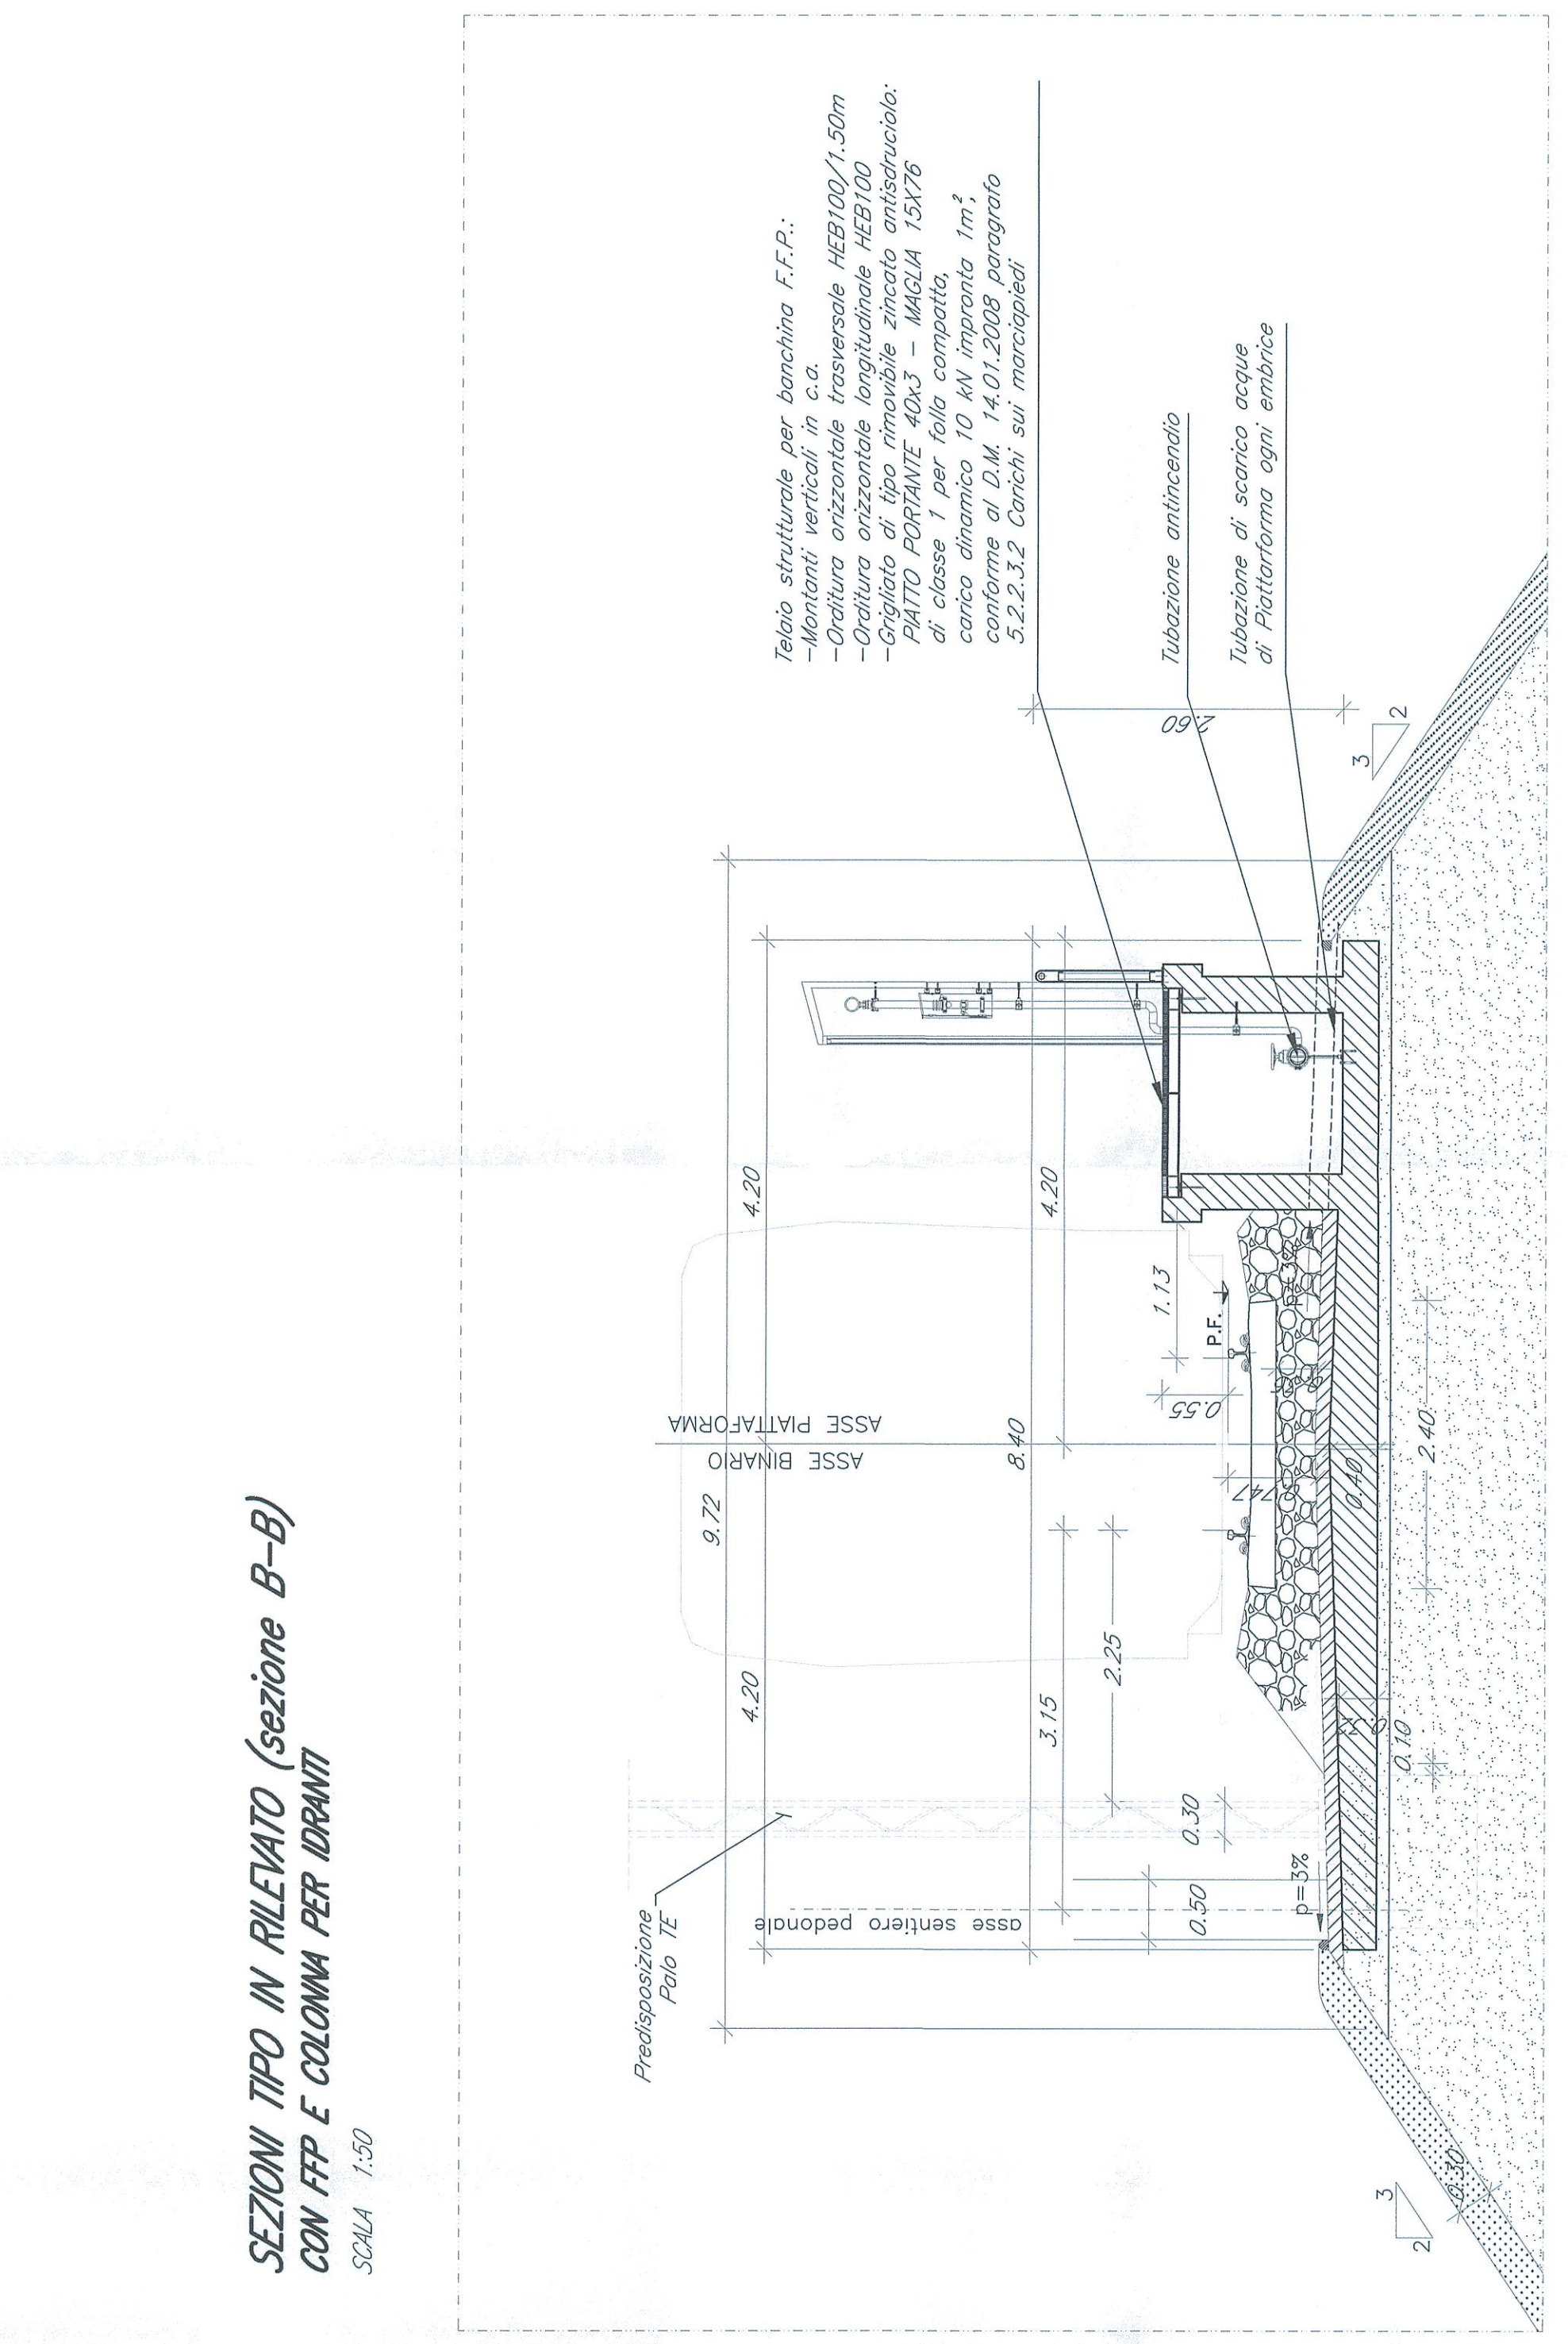 SEZIONI TIPO IN RILEVATO (sezione B-B)
CON FFP E COLONNA PER IDRANTI
SCALA 1:50
Predisposizione
Palo TE
9.72
4.20
4.20
ASSE BINARIO
ASSE PIATTAFORMA
asse sentiero pedonale
8.40
3.15
4.20
2.25
0.50
0.30
1.13
0.55
P.F.
p=3%
p=3%
0.40
0.10
2.40
0.30
3
2
3
2
2.60
Telaio strutturale per banchina F.F.P.:
-Montanti verticali in c.a.
-Orditura orizzontale trasversale HEB100/1.50m
-Orditura orizzontale longitudinale HEB100
-Grigliato di tipo rimovibile zincato antisdruciolo:
PIATTO PORTANTE 40x3 - MAGLIA 15X76
di classe 1 per folla compatta,
carico dinamico 10 kN impronta 1m²,
conforme al D.M. 14.01.2008 paragrafo
5.2.2.3.2 Carichi sui marciapiedi
Tubazione antincendio
Tubazione di scarico acque
di Piattarforma ogni embrice